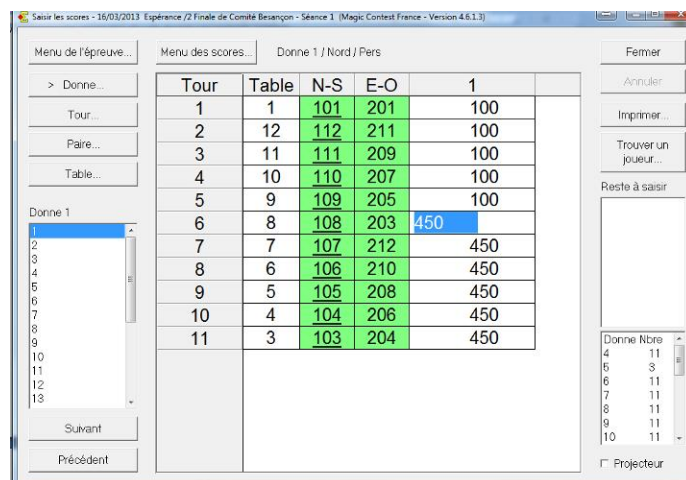 Saisir les scores - 16/03/2013 Espérance /2 Finale de Comité Besançon - Séance 1 (Magic Contest France - Version 4.6.1.3)
Menu de l'épreuve... Menu des scores... Donne 1 / Nord / Pers Fermer
> Donne... Annuler
Tour... Imprimer...
Paire... Trouver un
joueur...
Table... Reste à saisir
Tour Table N-S E-O 1
1 1 101 201 100
2 12 112 211 100
3 11 111 209 100
4 10 110 207 100
5 9 109 205 100
6 8 108 203 450
7 7 107 212 450
8 6 106 210 450
9 5 105 208 450
10 4 104 206 450
11 3 103 204 450
Donne 1
1
2
3
4
5
6
7
8
9
10
11
12
13
Suivant
Précédent
Donne Nbre
4 11
5 3
6 11
7 11
8 11
9 11
10 11
Projecteur